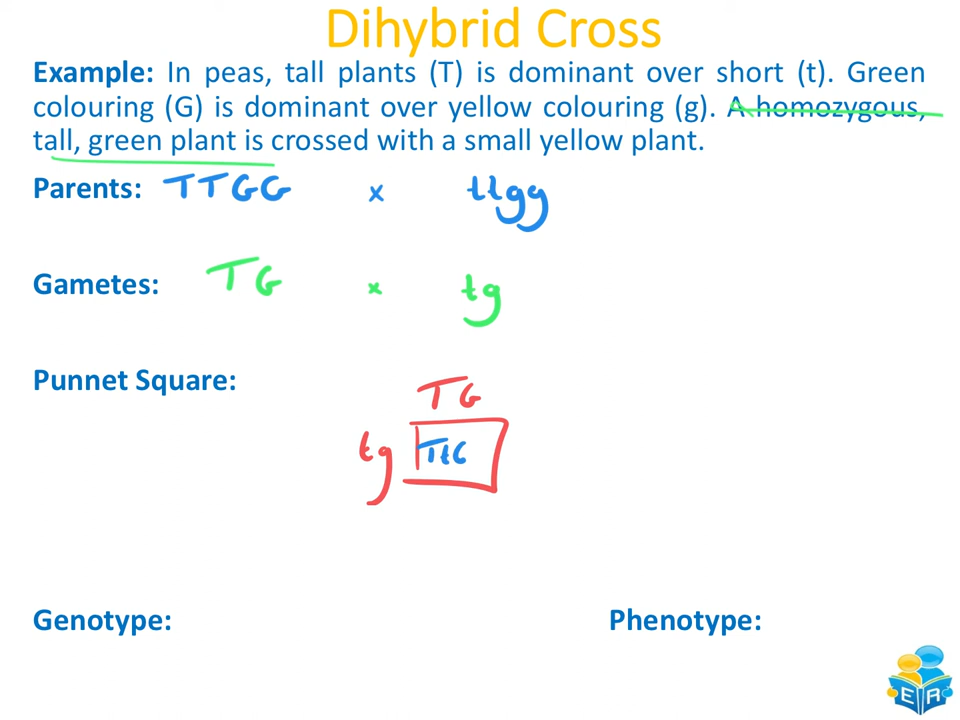 Dihybrid Cross
Example: In peas, tall plants (T) is dominant over short (t). Green
colouring (G) is dominant over yellow colouring (g). A homozygous,
tall, green plant is crossed with a small yellow plant.
Parents: TTGG x ttgg
Gametes: TG x tg
Punnet Square:
TG
tg TtG
Genotype: Phenotype:
E R